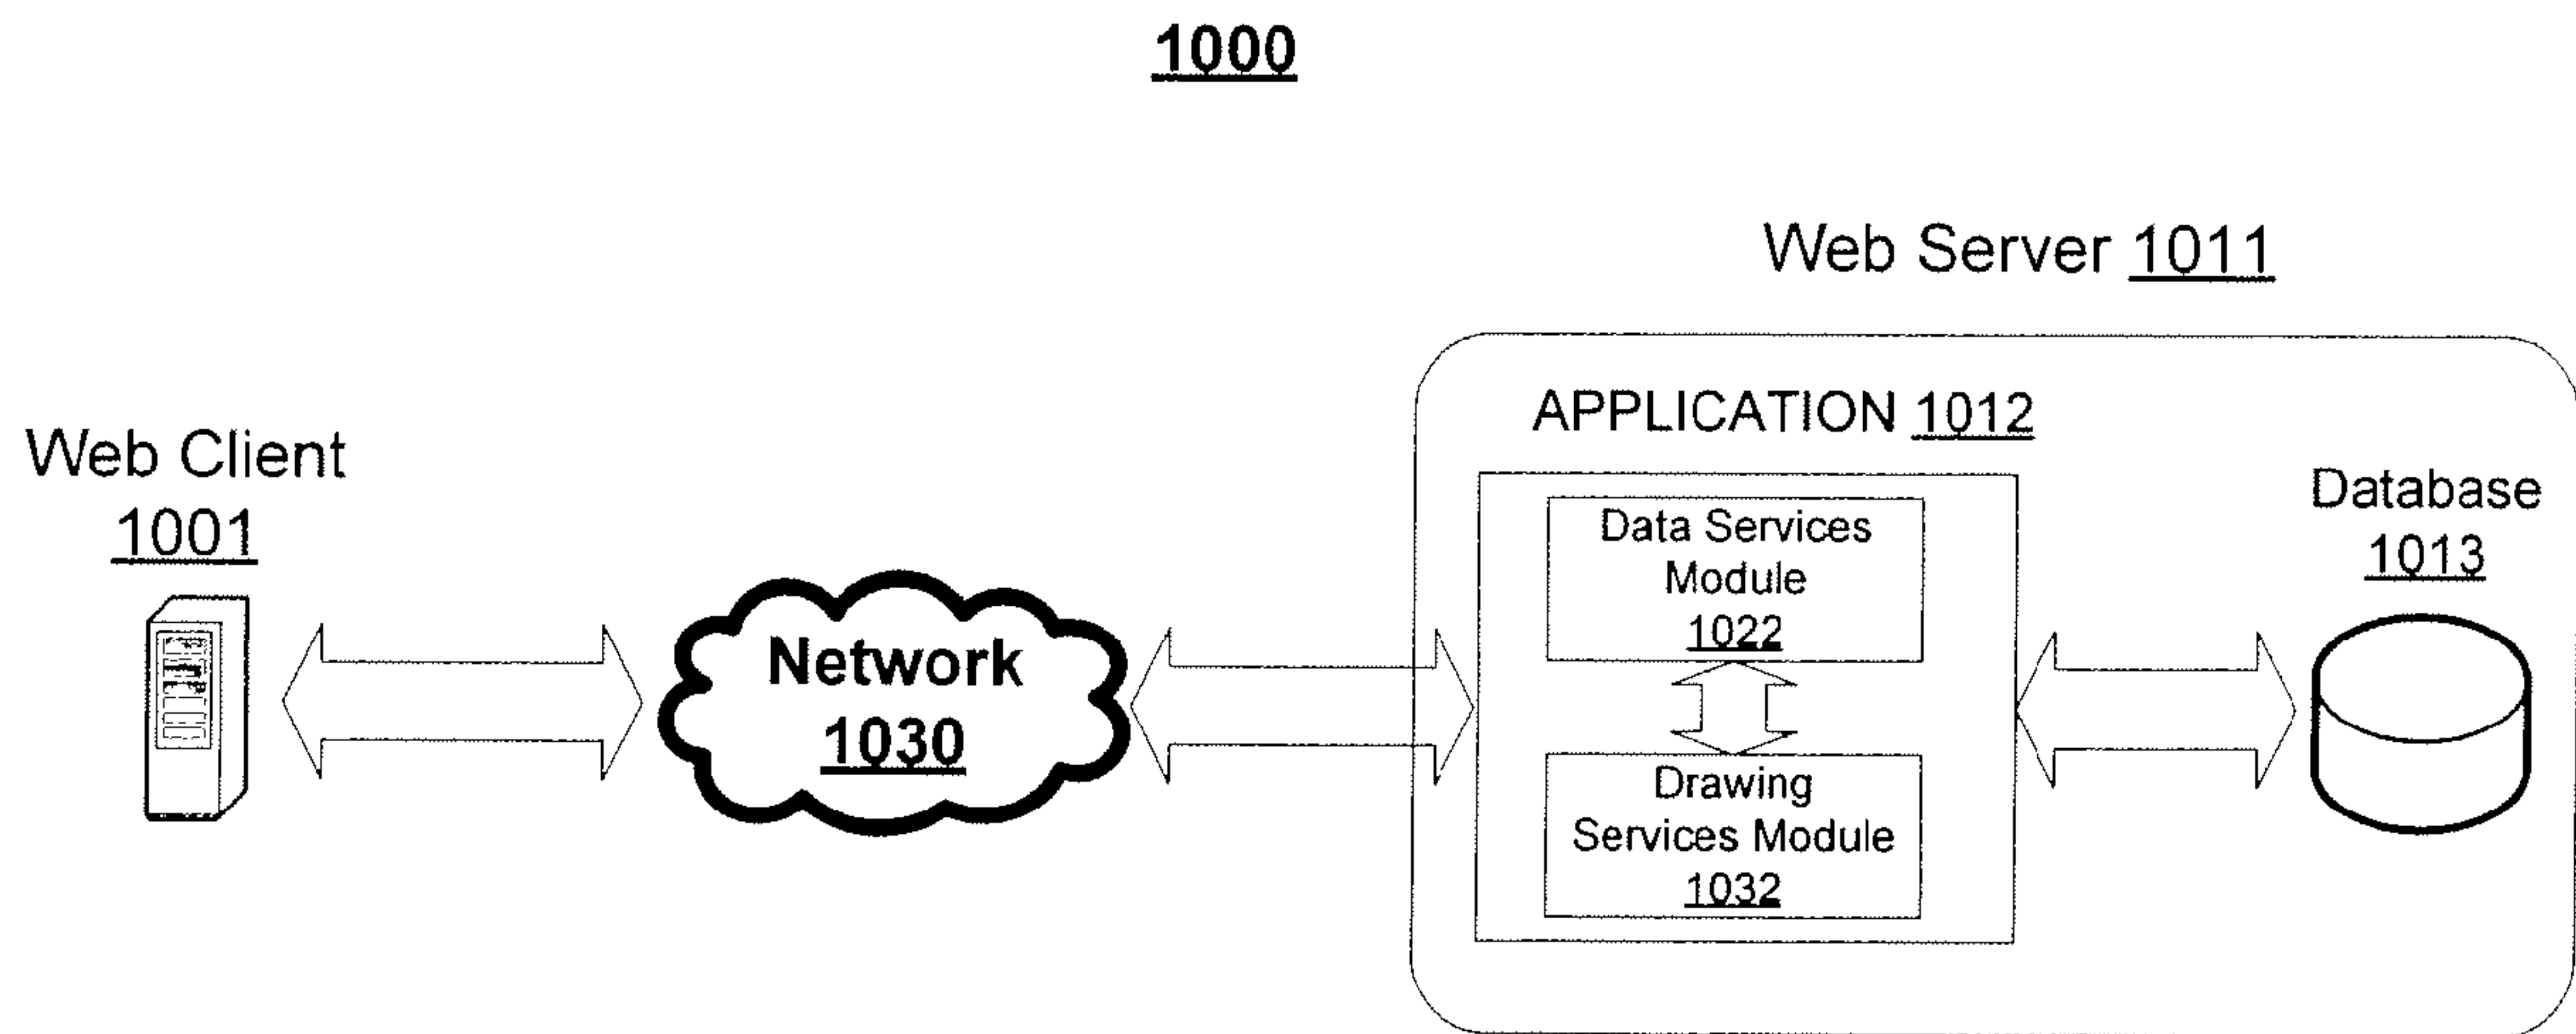 1000
Web Server 1011
APPLICATION 1012
Web Client
1001
Database
1013
Data Services
Module
1022
Network
1030
Drawing
Services Module
1032